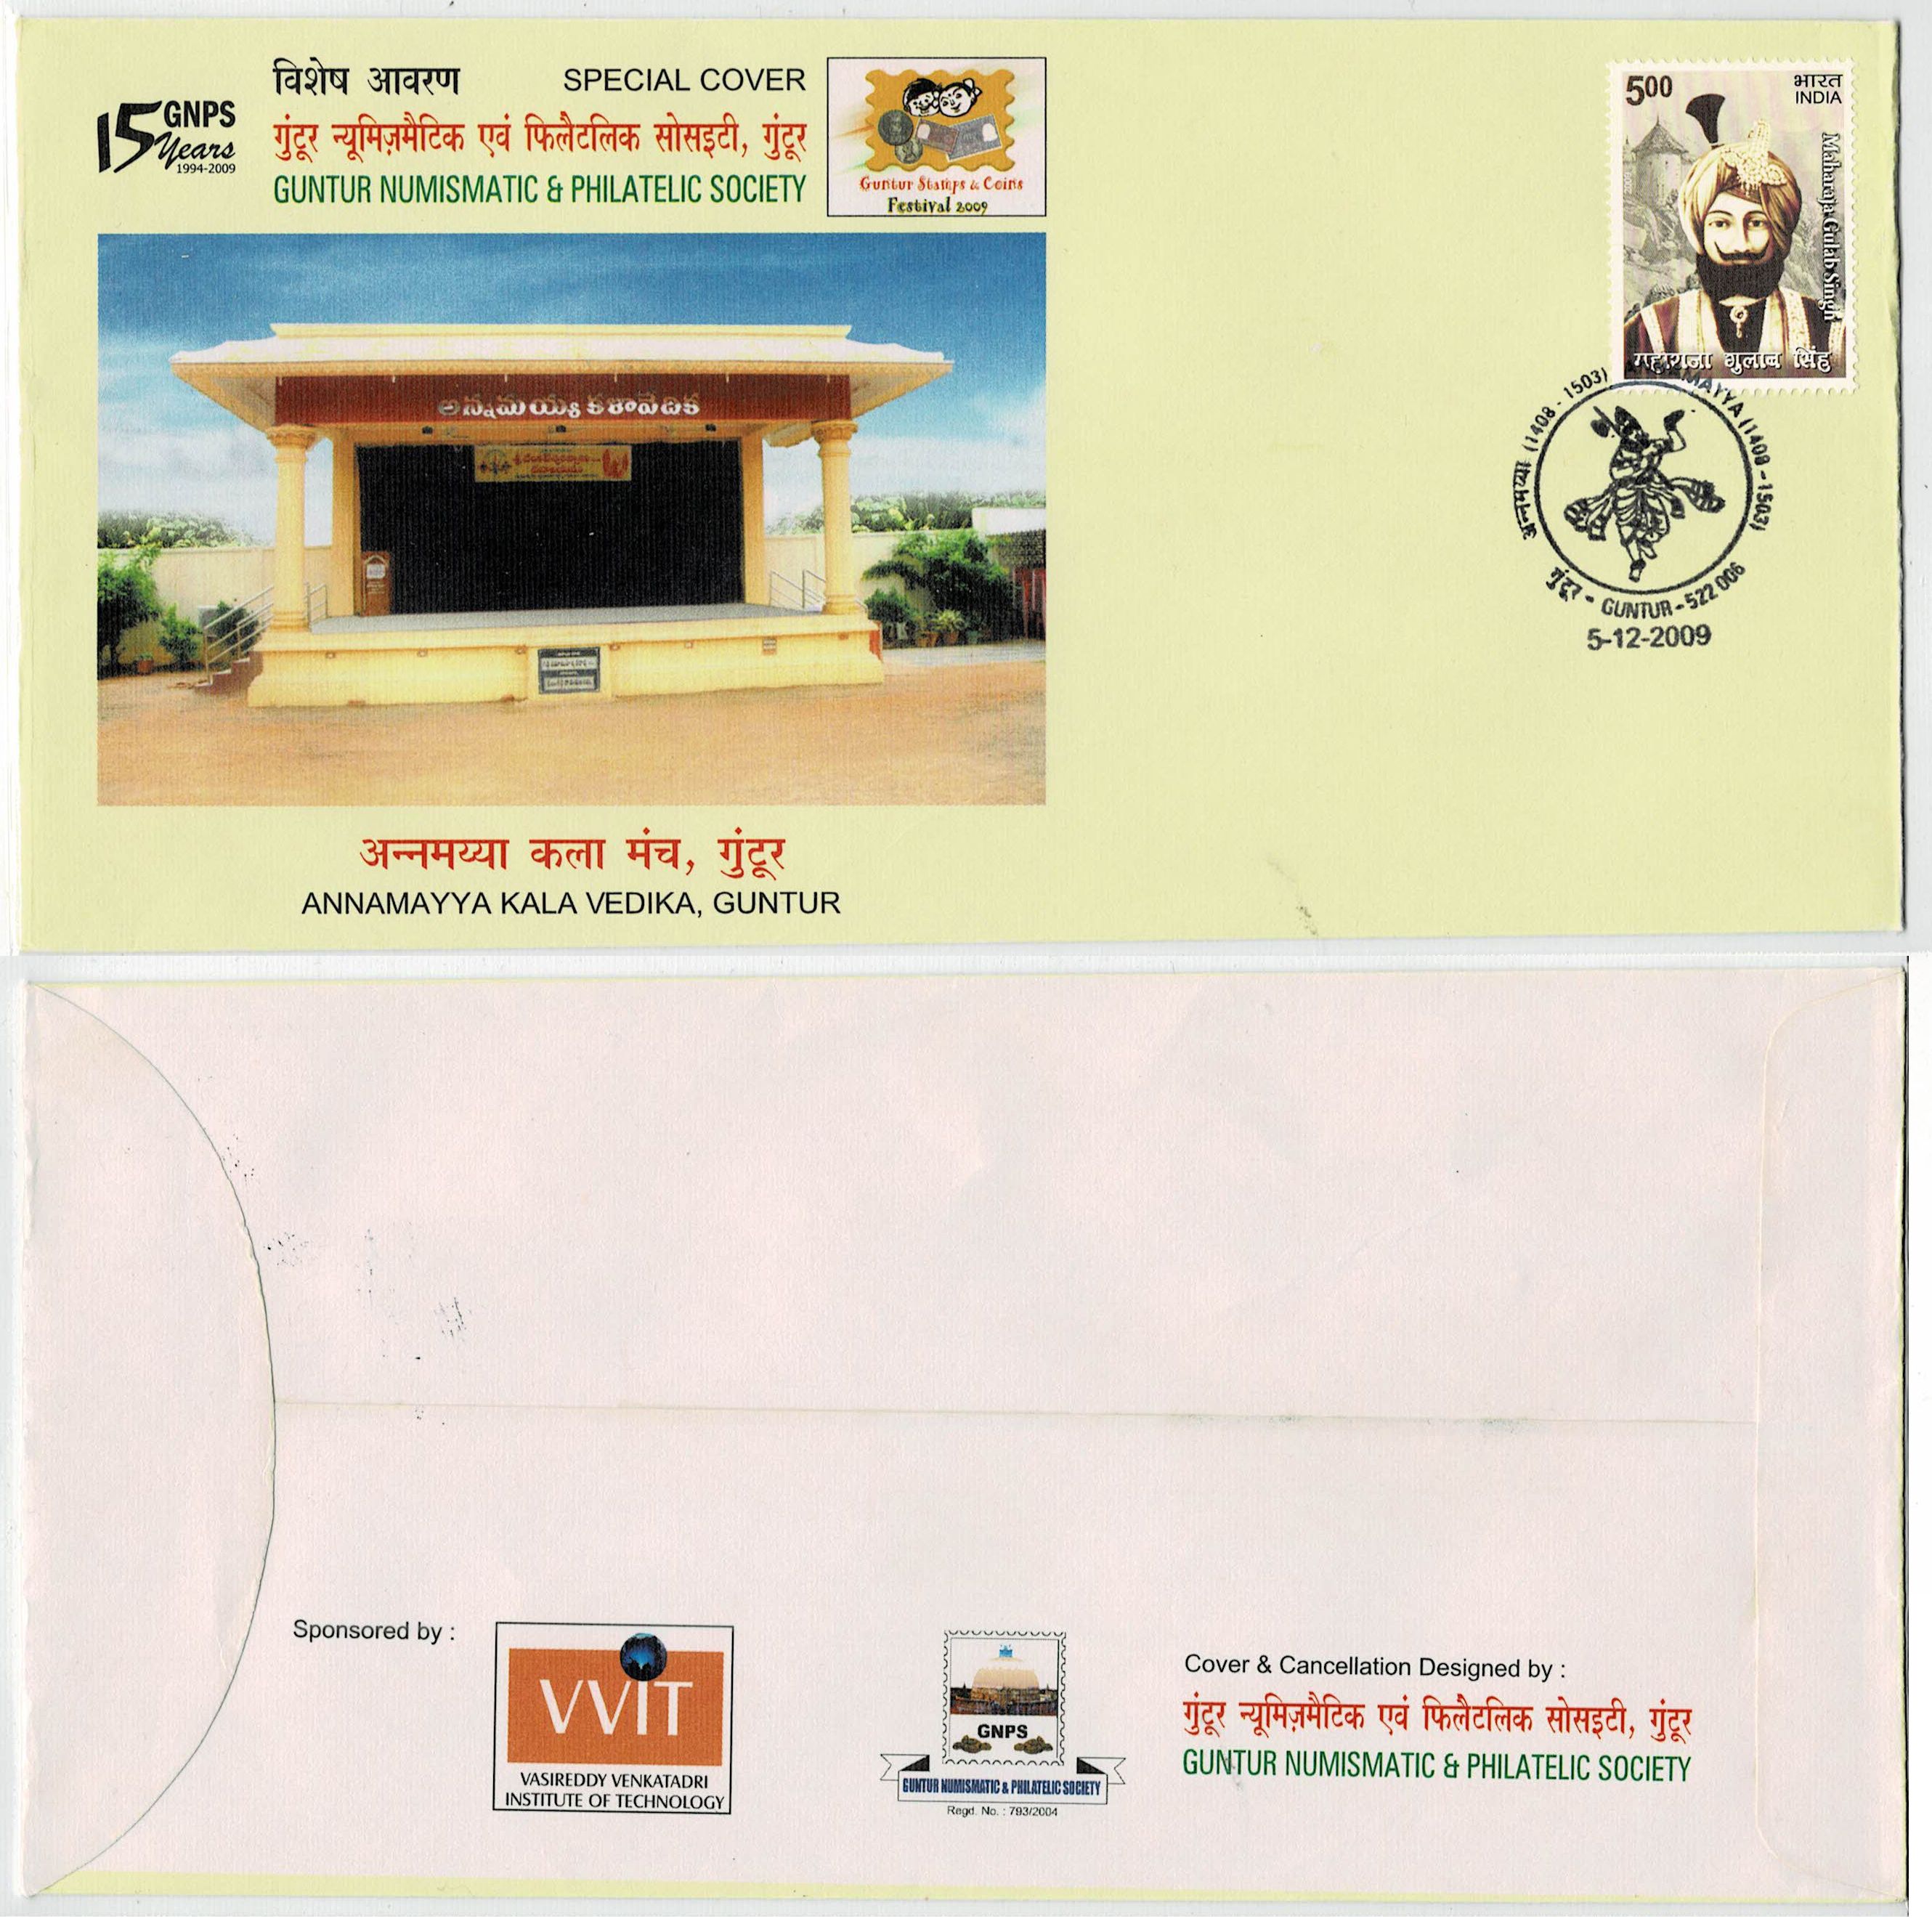 15 GNPS
Years
1994-2009
विशेष आवरण SPECIAL COVER
गुंटूर न्यूमिज़मैटिक एवं फिलैटलिक सोसइटी, गुंटूर
GUNTUR NUMISMATIC & PHILATELIC SOCIETY
Guntur Stamps & Coins
Festival 2009
500
भारत
INDIA
2009
Maharaja Gulab Singh
महाराजा गुलाब सिंह
अन्नमय्या (1408 - 1503) ANNAMAYYA (1408 - 1503)
गुंटूर - GUNTUR - 522 006
5-12-2009
అన్నమయ్య కళావేదిక
अन्नमय्या कला मंच, गुंटूर
ANNAMAYYA KALA VEDIKA, GUNTUR
Sponsored by :
VVIT
VASIREDDY VENKATADRI
INSTITUTE OF TECHNOLOGY
GNPS
GUNTUR NUMISMATIC & PHILATELIC SOCIETY
Regd. No. : 793/2004
Cover & Cancellation Designed by :
गुंटूर न्यूमिज़मैटिक एवं फिलैटलिक सोसइटी, गुंटूर
GUNTUR NUMISMATIC & PHILATELIC SOCIETY